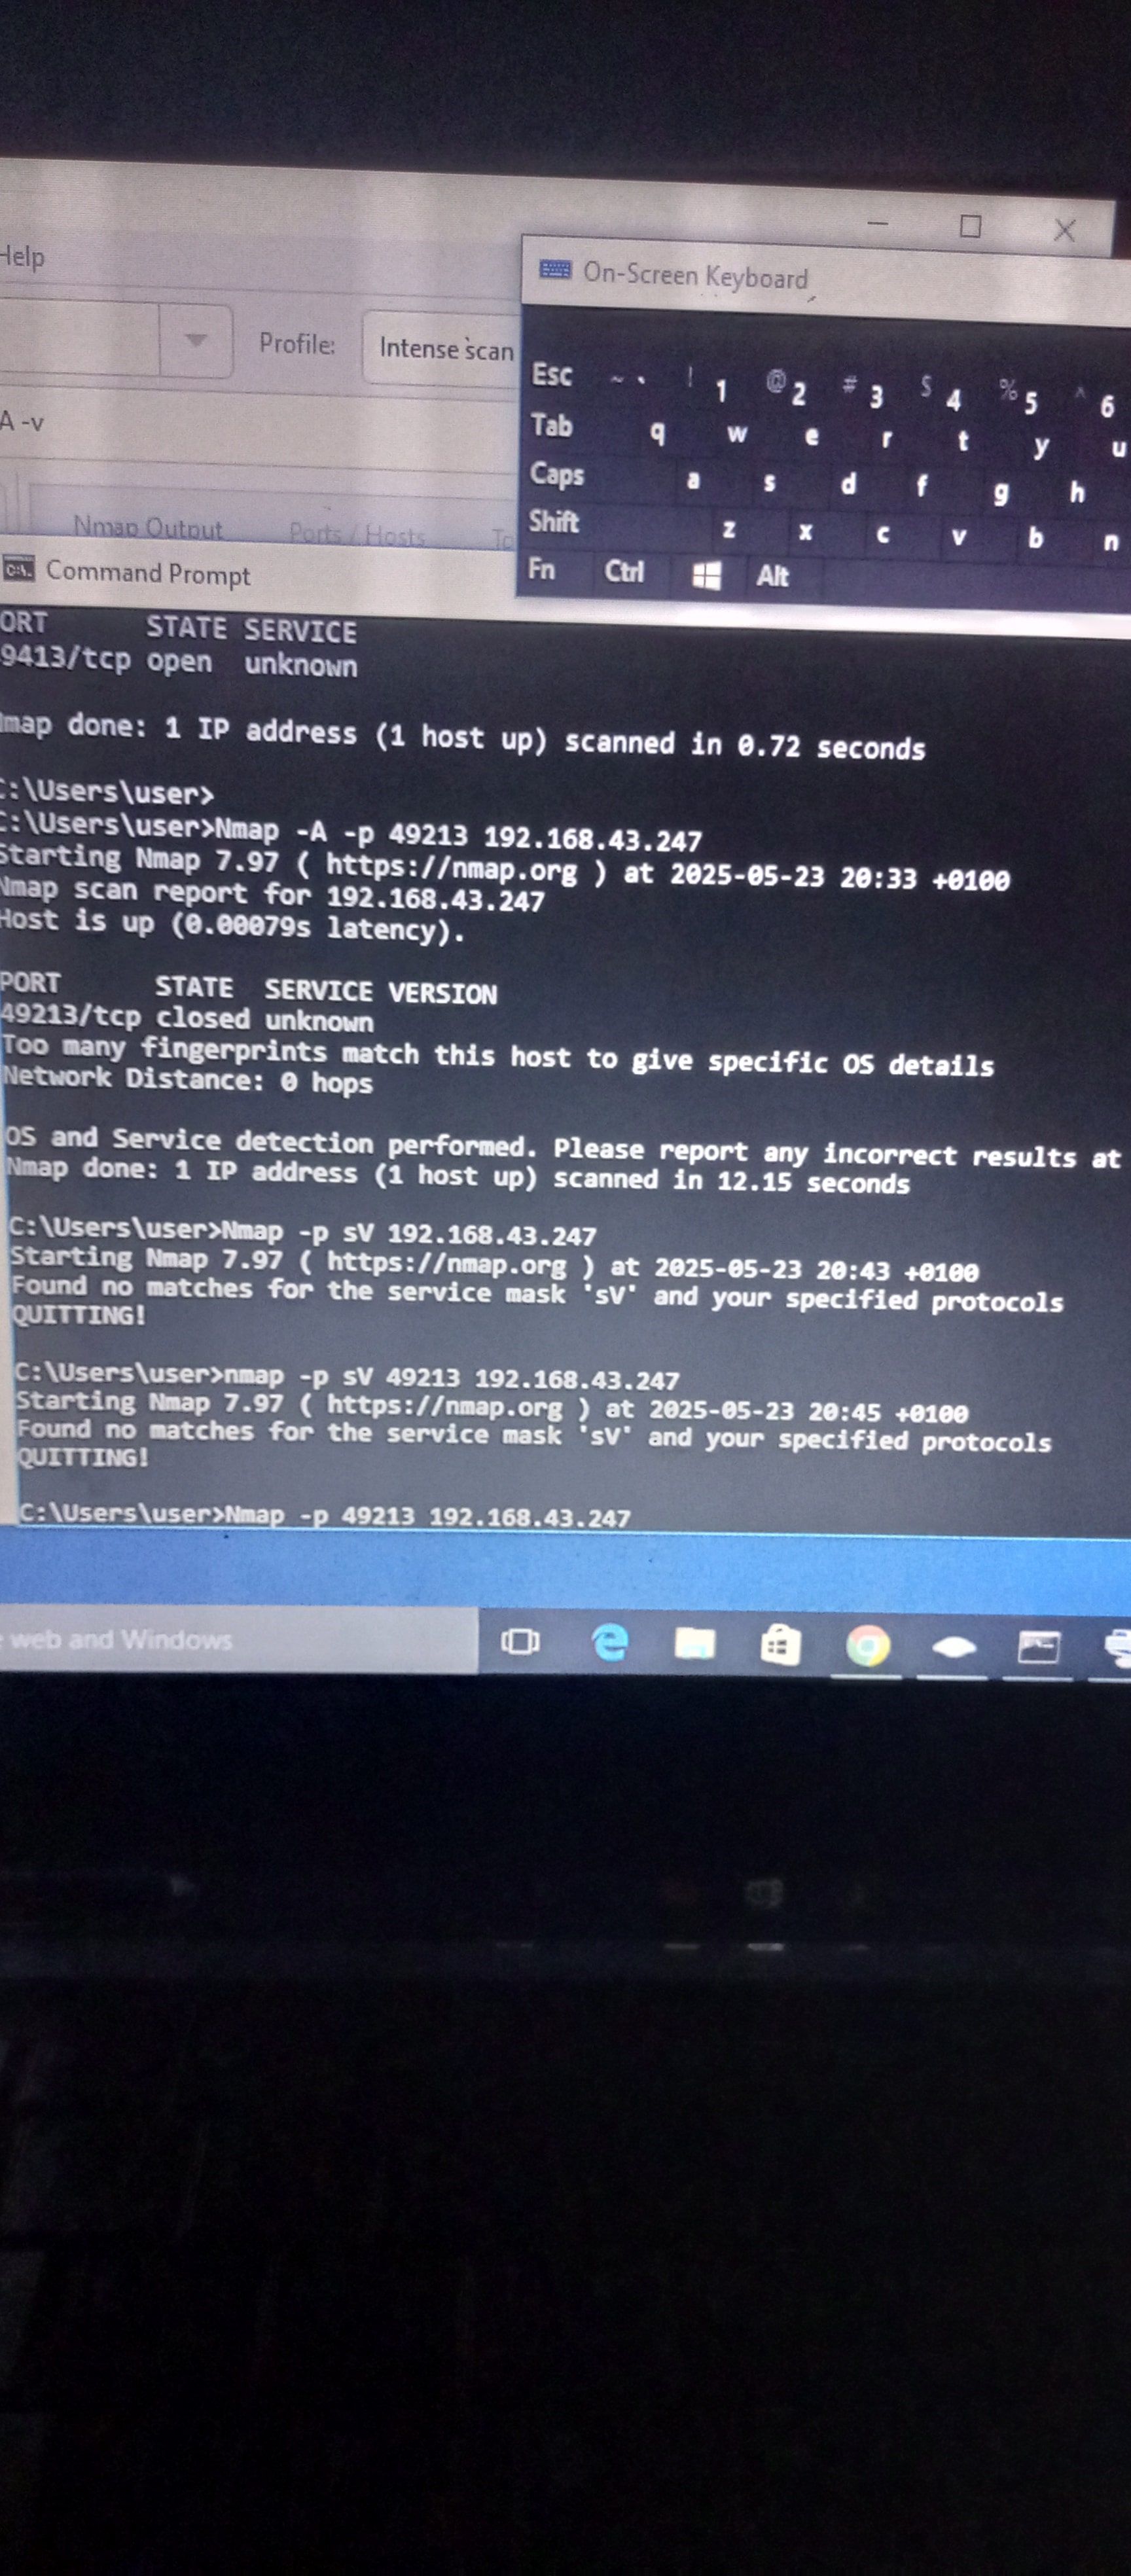 Help
On-Screen Keyboard
Profile: Intense scan
A -v
Nmap Output Ports / Hosts To
Esc ~ ` ! 1 @ 2 # 3 $ 4 % 5 ^ 6
Tab q w e r t y u
Caps a s d f g h
Shift z x c v b n
Fn Ctrl Alt
C:\. Command Prompt
ORT STATE SERVICE
9413/tcp open unknown
map done: 1 IP address (1 host up) scanned in 0.72 seconds
C:\Users\user>
C:\Users\user>Nmap -A -p 49213 192.168.43.247
Starting Nmap 7.97 ( https://nmap.org ) at 2025-05-23 20:33 +0100
Nmap scan report for 192.168.43.247
Host is up (0.00079s latency).
PORT STATE SERVICE VERSION
49213/tcp closed unknown
Too many fingerprints match this host to give specific OS details
Network Distance: 0 hops
OS and Service detection performed. Please report any incorrect results at
Nmap done: 1 IP address (1 host up) scanned in 12.15 seconds
C:\Users\user>Nmap -p sV 192.168.43.247
Starting Nmap 7.97 ( https://nmap.org ) at 2025-05-23 20:43 +0100
Found no matches for the service mask 'sV' and your specified protocols
QUITTING!
C:\Users\user>nmap -p sV 49213 192.168.43.247
Starting Nmap 7.97 ( https://nmap.org ) at 2025-05-23 20:45 +0100
Found no matches for the service mask 'sV' and your specified protocols
QUITTING!
C:\Users\user>Nmap -p 49213 192.168.43.247
web and Windows